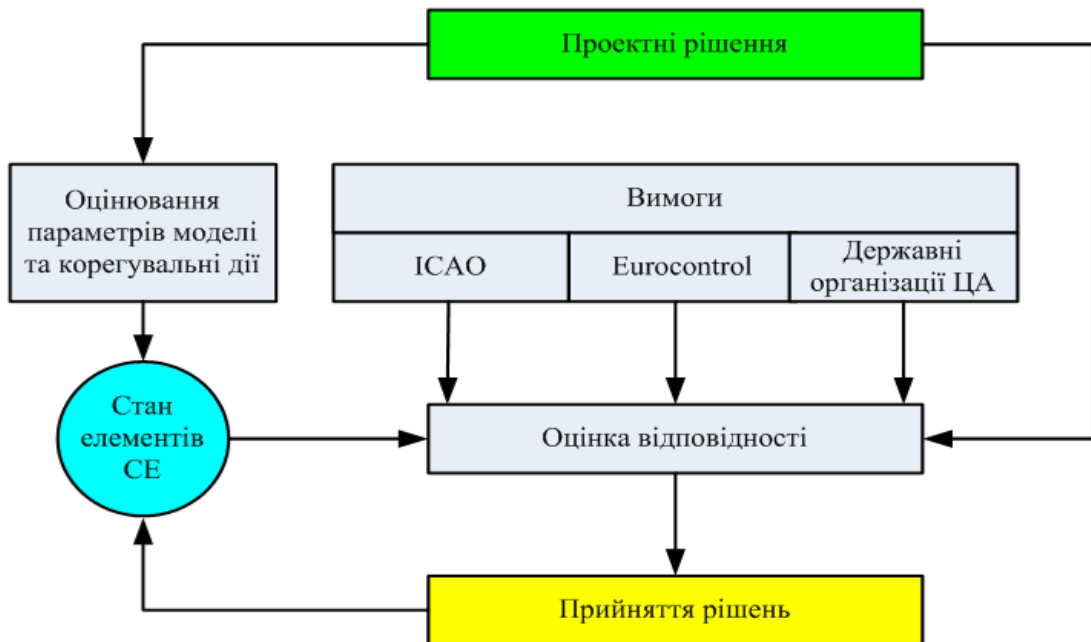 Проектні рішення
Оцінювання
параметрів моделі
та корегувальні дії
Вимоги
ICAO
Eurocontrol
Державні
організації ЦА
Стан
елементів
СЕ
Оцінка відповідності
Прийняття рішень